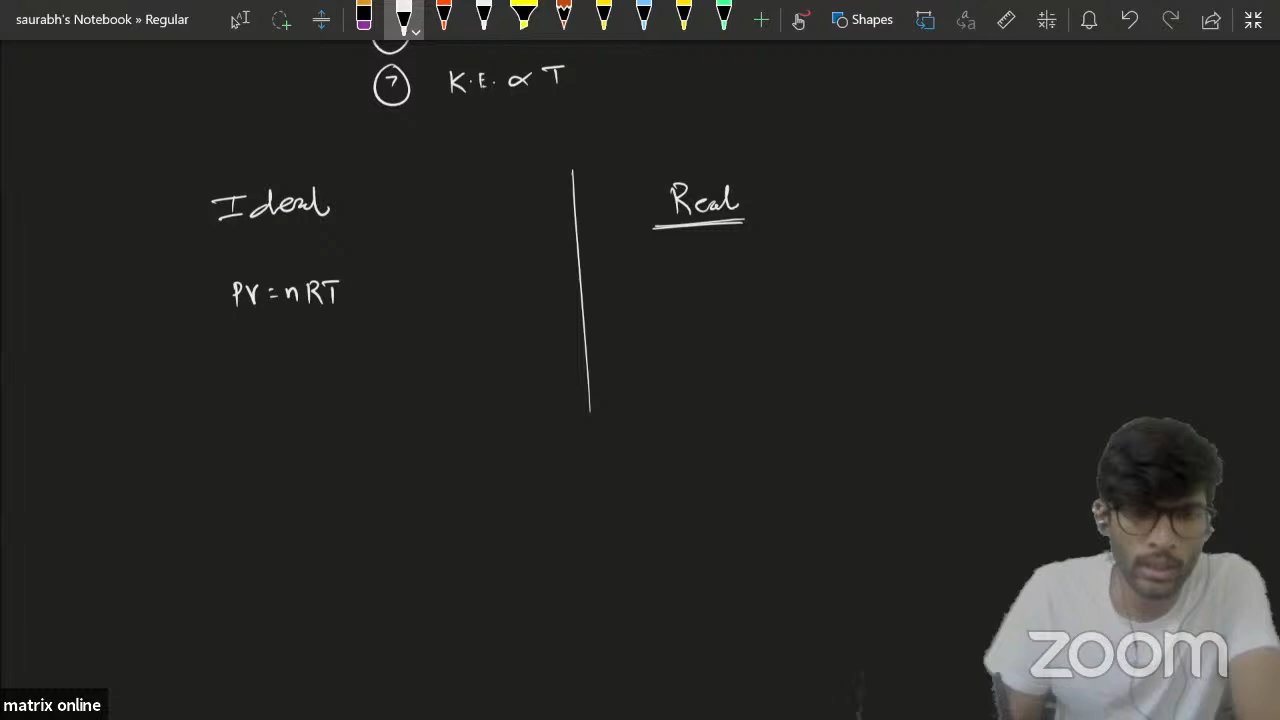 saurabh's Notebook » Regular
Shapes
7 K.E. ∝ T
Ideal
Real
PV = nRT
zoom
matrix online